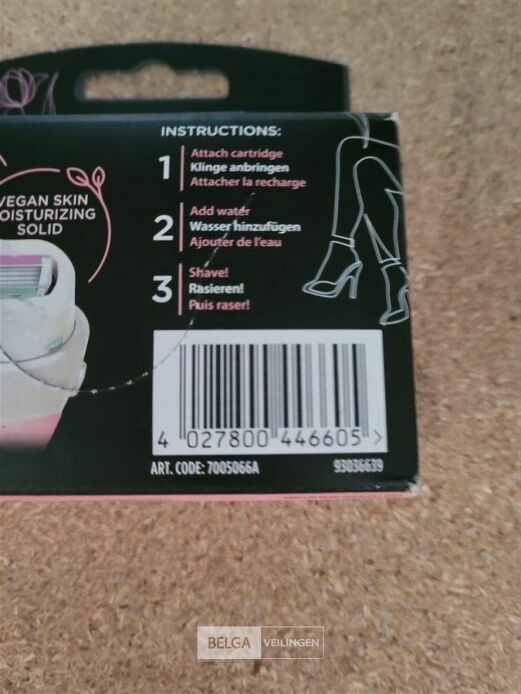 INSTRUCTIONS:
1
Attach cartridge
Klinge anbringen
Attacher la recharge
VEGAN SKIN
MOISTURIZING
SOLID
2
Add water
Wasser hinzufügen
Ajouter de l'eau
3
Shave!
Rasieren!
Puis raser!
4 027800 446605 >
ART. CODE: 7005066A
93036639
BELGA VEILINGEN